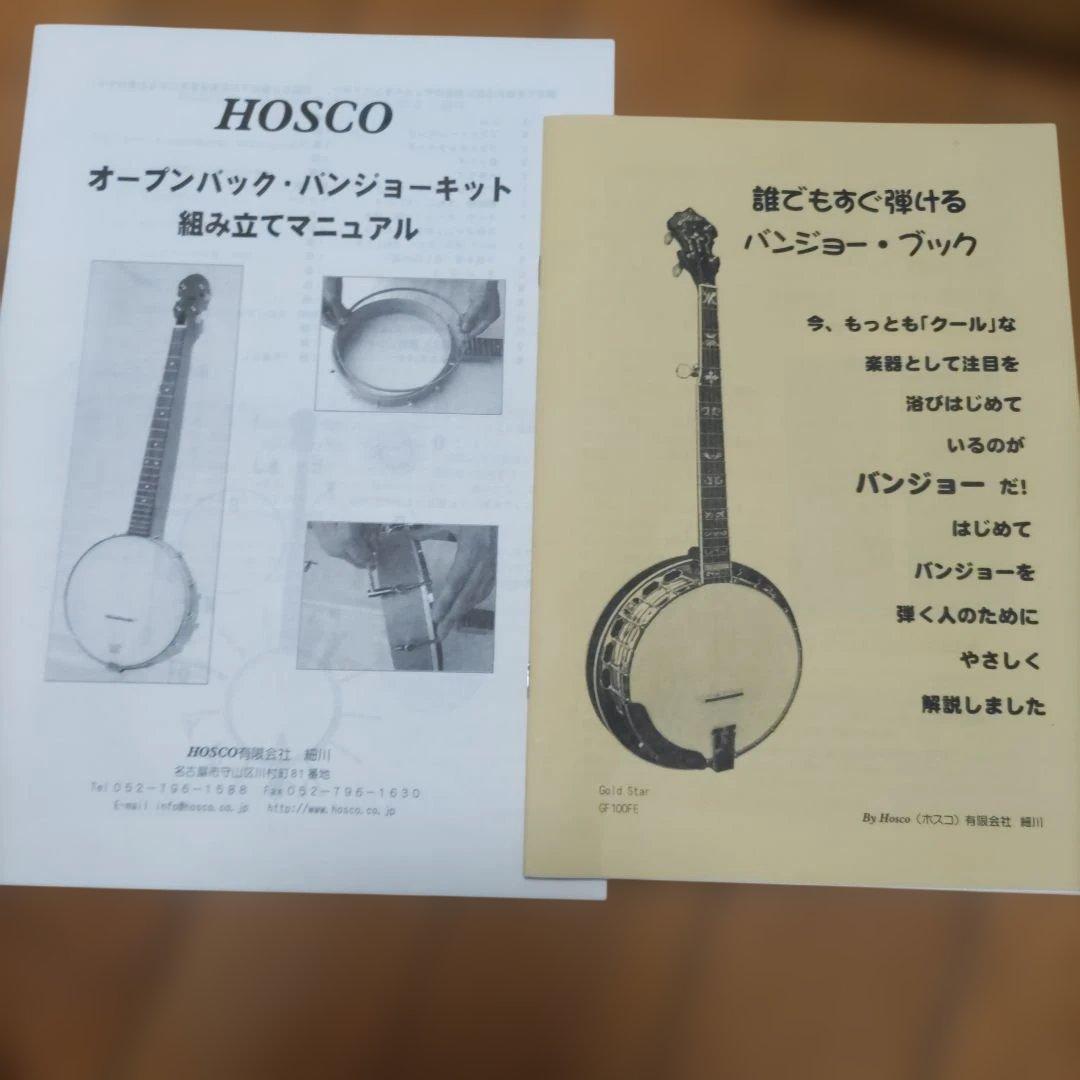 HOSCO
オープンバック・バンジョーキット
組み立てマニュアル
HOSCO有限会社 細川
名古屋市守山区川村町81番地
Tel 052-796-1588 Fax 052-796-1630
E-mail info@hosco.co.jp http://www.hosco.co.jp
誰でもすぐ弾ける
バンジョー・ブック
今、もっとも「クール」な
楽器として注目を
浴びはじめて
いるのが
バンジョー だ!
はじめて
バンジョーを
弾く人のために
やさしく
解説しました
Gold Star
GF100FE
By Hosco（ホスコ）有限会社 細川